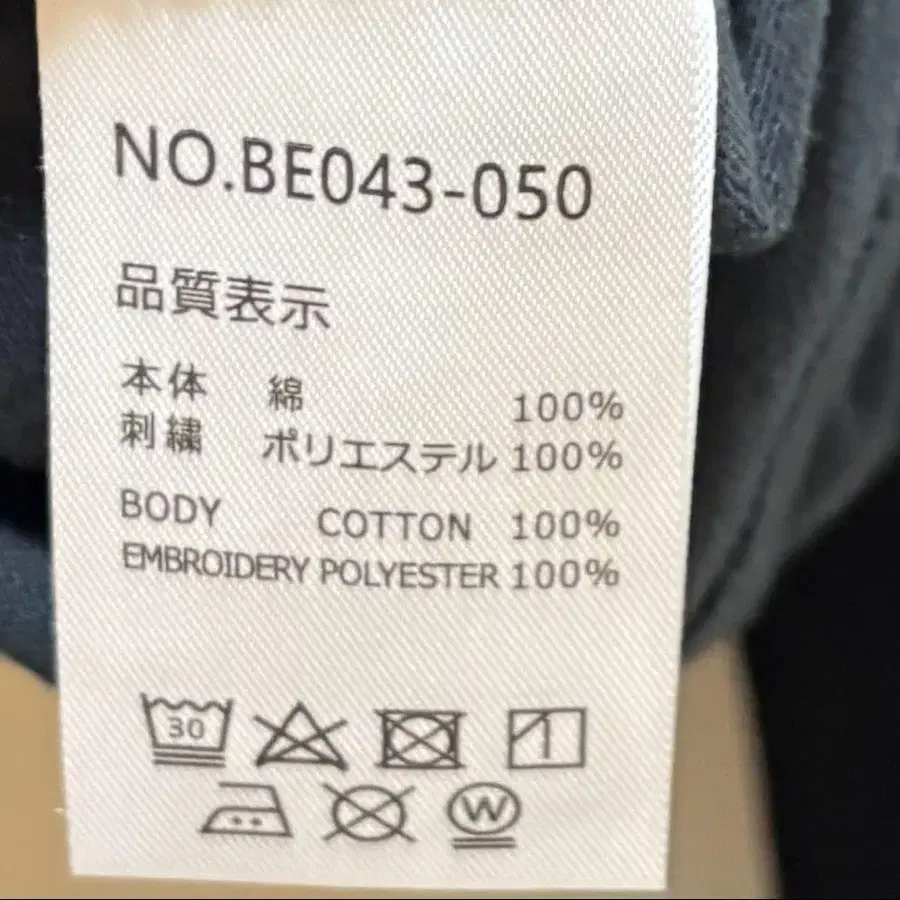 NO.BE043-050
品質表示
本体 綿 100%
刺繍 ポリエステル 100%
BODY COTTON 100%
EMBROIDERY POLYESTER 100%
30
W